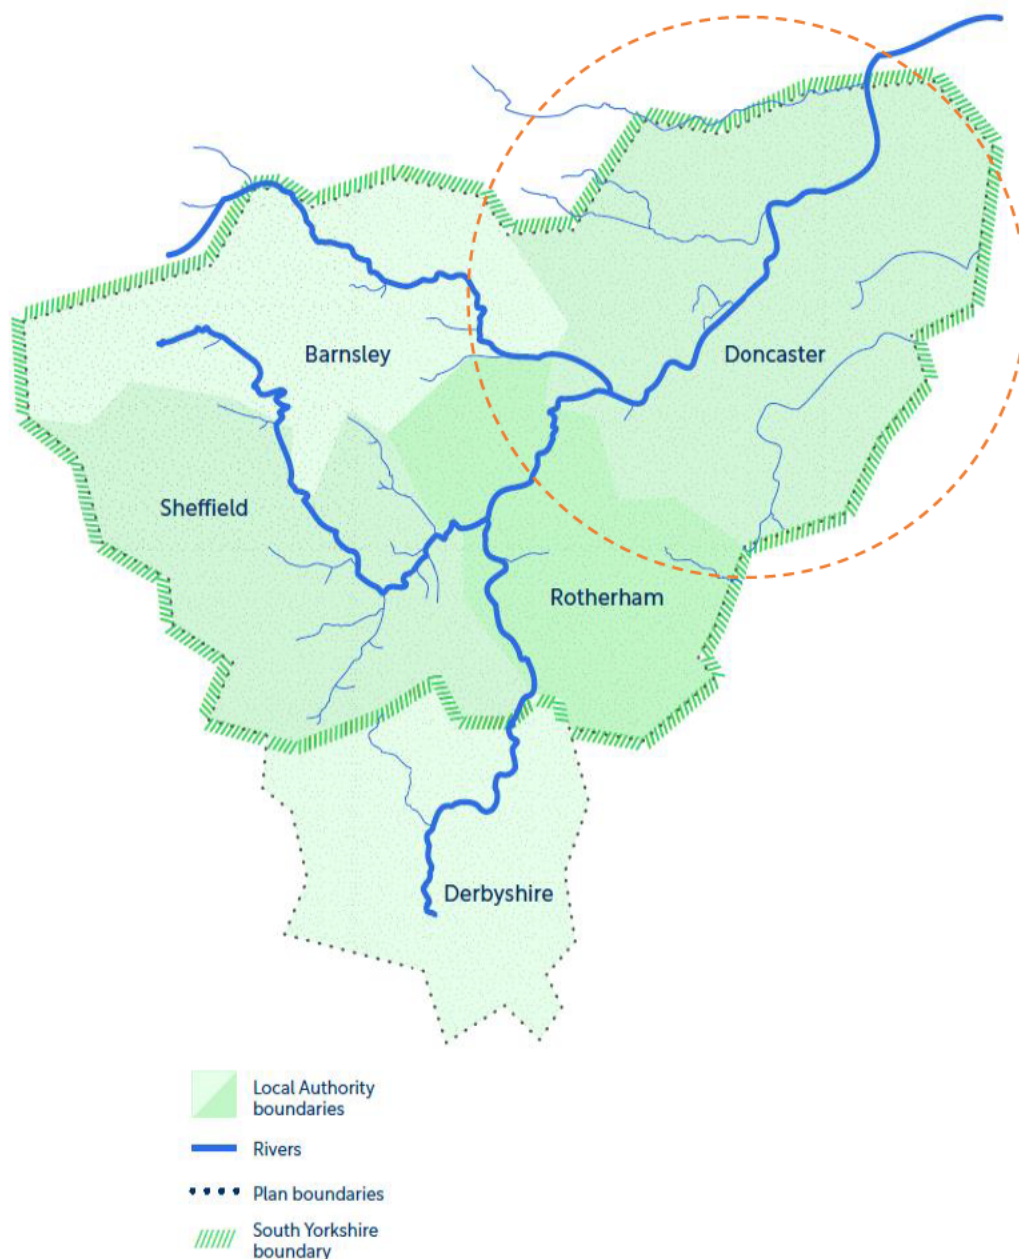 Barnsley
Doncaster
Sheffield
Rotherham
Derbyshire
Local Authority
boundaries
Rivers
Plan boundaries
South Yorkshire
boundary